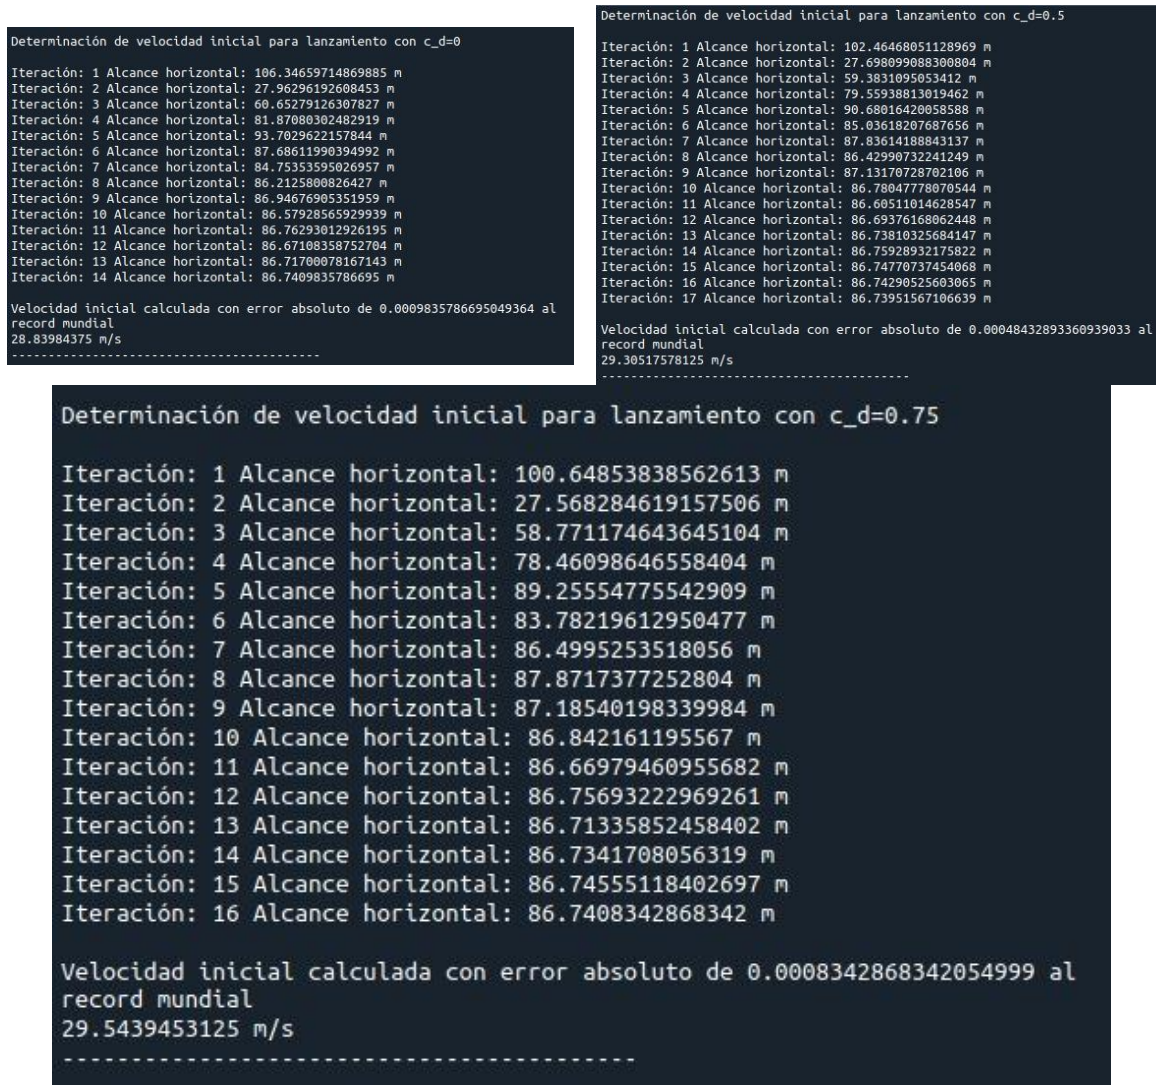 Determinación de velocidad inicial para lanzamiento con c_d=0
Iteración: 1 Alcance horizontal: 106.34659714869885 m
Iteración: 2 Alcance horizontal: 27.96296192608453 m
Iteración: 3 Alcance horizontal: 60.65279126307827 m
Iteración: 4 Alcance horizontal: 81.87080302482919 m
Iteración: 5 Alcance horizontal: 93.7029622157844 m
Iteración: 6 Alcance horizontal: 87.68611990394992 m
Iteración: 7 Alcance horizontal: 84.75353595026957 m
Iteración: 8 Alcance horizontal: 86.2125800826427 m
Iteración: 9 Alcance horizontal: 86.94676905351959 m
Iteración: 10 Alcance horizontal: 86.57928565929939 m
Iteración: 11 Alcance horizontal: 86.76293012926195 m
Iteración: 12 Alcance horizontal: 86.67108358752704 m
Iteración: 13 Alcance horizontal: 86.71700078167143 m
Iteración: 14 Alcance horizontal: 86.7409835786695 m
Velocidad inicial calculada con error absoluto de 0.0009835786695049364 al
record mundial
28.83984375 m/s
------------------------------------------
Determinación de velocidad inicial para lanzamiento con c_d=0.5
Iteración: 1 Alcance horizontal: 102.46468051128969 m
Iteración: 2 Alcance horizontal: 27.698099088300804 m
Iteración: 3 Alcance horizontal: 59.3831095053412 m
Iteración: 4 Alcance horizontal: 79.55938813019462 m
Iteración: 5 Alcance horizontal: 90.68016420058588 m
Iteración: 6 Alcance horizontal: 85.03618207687656 m
Iteración: 7 Alcance horizontal: 87.83614188843137 m
Iteración: 8 Alcance horizontal: 86.42990732241249 m
Iteración: 9 Alcance horizontal: 87.13170728702106 m
Iteración: 10 Alcance horizontal: 86.78047778070544 m
Iteración: 11 Alcance horizontal: 86.60511014628547 m
Iteración: 12 Alcance horizontal: 86.69376168062448 m
Iteración: 13 Alcance horizontal: 86.73810325684147 m
Iteración: 14 Alcance horizontal: 86.75928932175822 m
Iteración: 15 Alcance horizontal: 86.74770737454068 m
Iteración: 16 Alcance horizontal: 86.74290525603065 m
Iteración: 17 Alcance horizontal: 86.73951567106639 m
Velocidad inicial calculada con error absoluto de 0.00048432893360939033 al
record mundial
29.30517578125 m/s
------------------------------------------
Determinación de velocidad inicial para lanzamiento con c_d=0.75
Iteración: 1 Alcance horizontal: 100.64853838562613 m
Iteración: 2 Alcance horizontal: 27.568284619157506 m
Iteración: 3 Alcance horizontal: 58.771174643645104 m
Iteración: 4 Alcance horizontal: 78.46098646558404 m
Iteración: 5 Alcance horizontal: 89.25554775542909 m
Iteración: 6 Alcance horizontal: 83.78219612950477 m
Iteración: 7 Alcance horizontal: 86.4995253518056 m
Iteración: 8 Alcance horizontal: 87.8717377252804 m
Iteración: 9 Alcance horizontal: 87.18540198339984 m
Iteración: 10 Alcance horizontal: 86.842161195567 m
Iteración: 11 Alcance horizontal: 86.66979460955682 m
Iteración: 12 Alcance horizontal: 86.75693222969261 m
Iteración: 13 Alcance horizontal: 86.71335852458402 m
Iteración: 14 Alcance horizontal: 86.7341708056319 m
Iteración: 15 Alcance horizontal: 86.74555118402697 m
Iteración: 16 Alcance horizontal: 86.7408342868342 m
Velocidad inicial calculada con error absoluto de 0.0008342868342054999 al
record mundial
29.5439453125 m/s
------------------------------------------